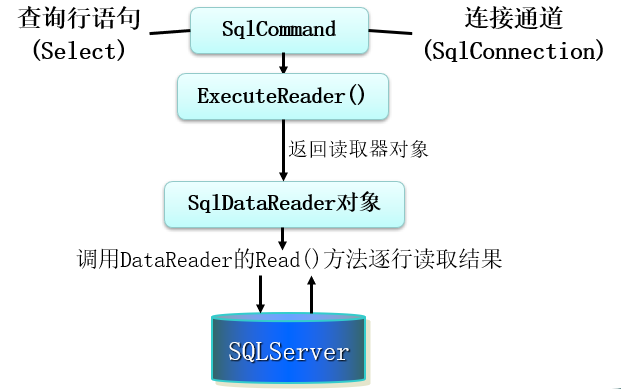 查询行语句
(Select)
SqlCommand
连接通道
(SqlConnection)
ExecuteReader()
返回读取器对象
SqlDataReader对象
调用DataReader的Read()方法逐行读取结果
SQLServer